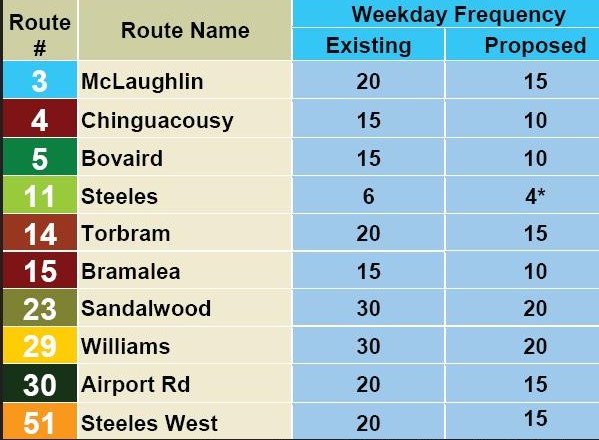 Route # Route Name Weekday Frequency
Existing Proposed
3 McLaughlin 20 15
4 Chinguacousy 15 10
5 Bovaird 15 10
11 Steeles 6 4*
14 Torbram 20 15
15 Bramalea 15 10
23 Sandalwood 30 20
29 Williams 30 20
30 Airport Rd 20 15
51 Steeles West 20 15